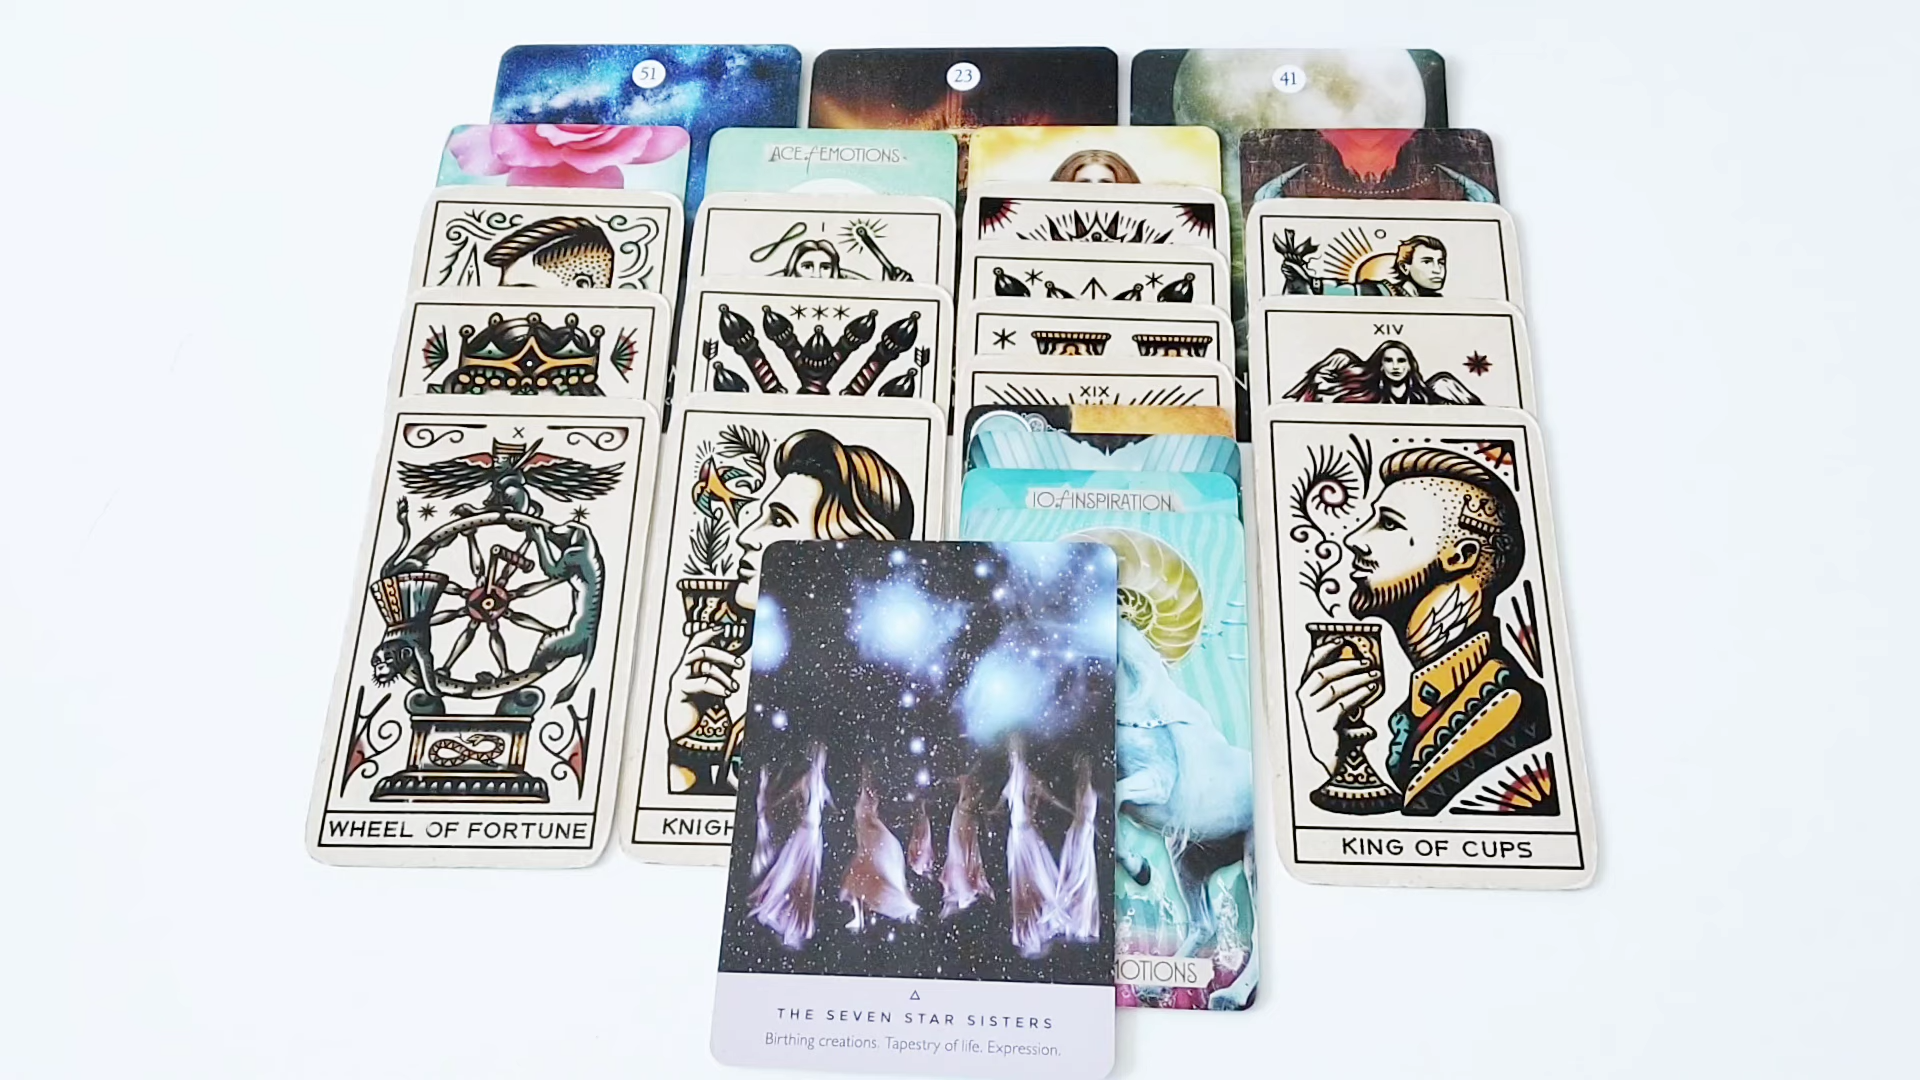 51
23
41
ACE of EMOTIONS
I
O
XIV
XIX
X
10 of INSPIRATION
WHEEL OF FORTUNE
KNIGH
KING OF CUPS
MOTIONS
THE SEVEN STAR SISTERS
Birthing creations. Tapestry of life. Expression.